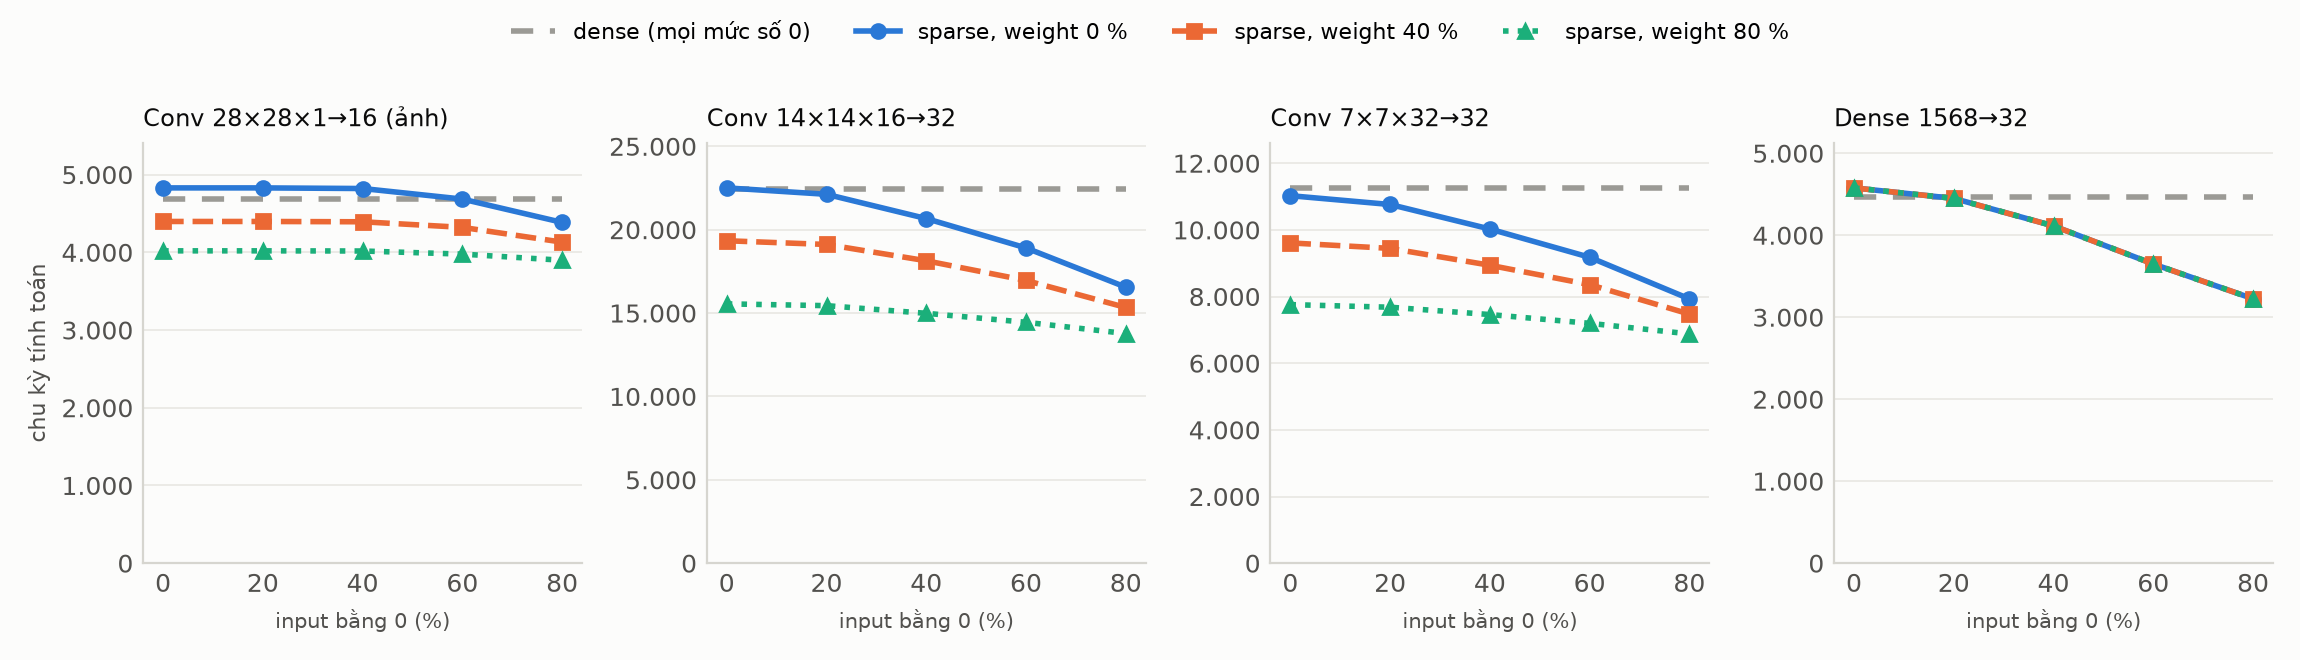 dense (mọi mức số 0) sparse, weight 0 % sparse, weight 40 % sparse, weight 80 %
Conv 28×28×1→16 (ảnh)
chu kỳ tính toán
5.000
4.000
3.000
2.000
1.000
0
0 20 40 60 80
input bằng 0 (%)
Conv 14×14×16→32
25.000
20.000
15.000
10.000
5.000
0
0 20 40 60 80
input bằng 0 (%)
Conv 7×7×32→32
12.000
10.000
8.000
6.000
4.000
2.000
0
0 20 40 60 80
input bằng 0 (%)
Dense 1568→32
5.000
4.000
3.000
2.000
1.000
0
0 20 40 60 80
input bằng 0 (%)